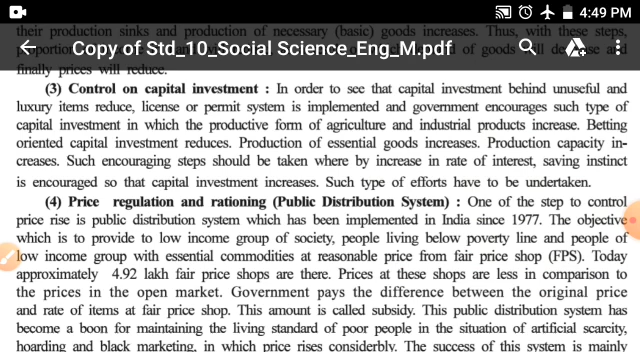 4:49 PM
their production sinks and production of necessary (basic) goods increases. Thus, with these steps,
Copy of Std_10_Social Science_Eng_M.pdf
finally prices will reduce.
(3) Control on capital investment : In order to see that capital investment behind unuseful and
luxury items reduce, license or permit system is implemented and government encourages such type of
capital investment in which the productive form of agriculture and industrial products increase. Betting
oriented capital investment reduces. Production of essential goods increases. Production capacity in-
creases. Such encouraging steps should be taken where by increase in rate of interest, saving instinct
is encouraged so that capital investment increases. Such type of efforts have to be undertaken.
(4) Price regulation and rationing (Public Distribution System) : One of the step to control
price rise is public distribution system which has been implemented in India since 1977. The objective
which is to provide to low income group of society, people living below poverty line and people of
low income group with essential commodities at reasonable price from fair price shop (FPS). Today
approximately 4.92 lakh fair price shops are there. Prices at these shops are less in comparison to
the prices in the open market. Government pays the difference between the original price
and rate of items at fair price shop. This amount is called subsidy. This public distribution system has
become a boon for maintaining the living standard of poor people in the situation of artificial scarcity,
hoarding and black marketing, in which price rises considerbly. The success of this system is mainly